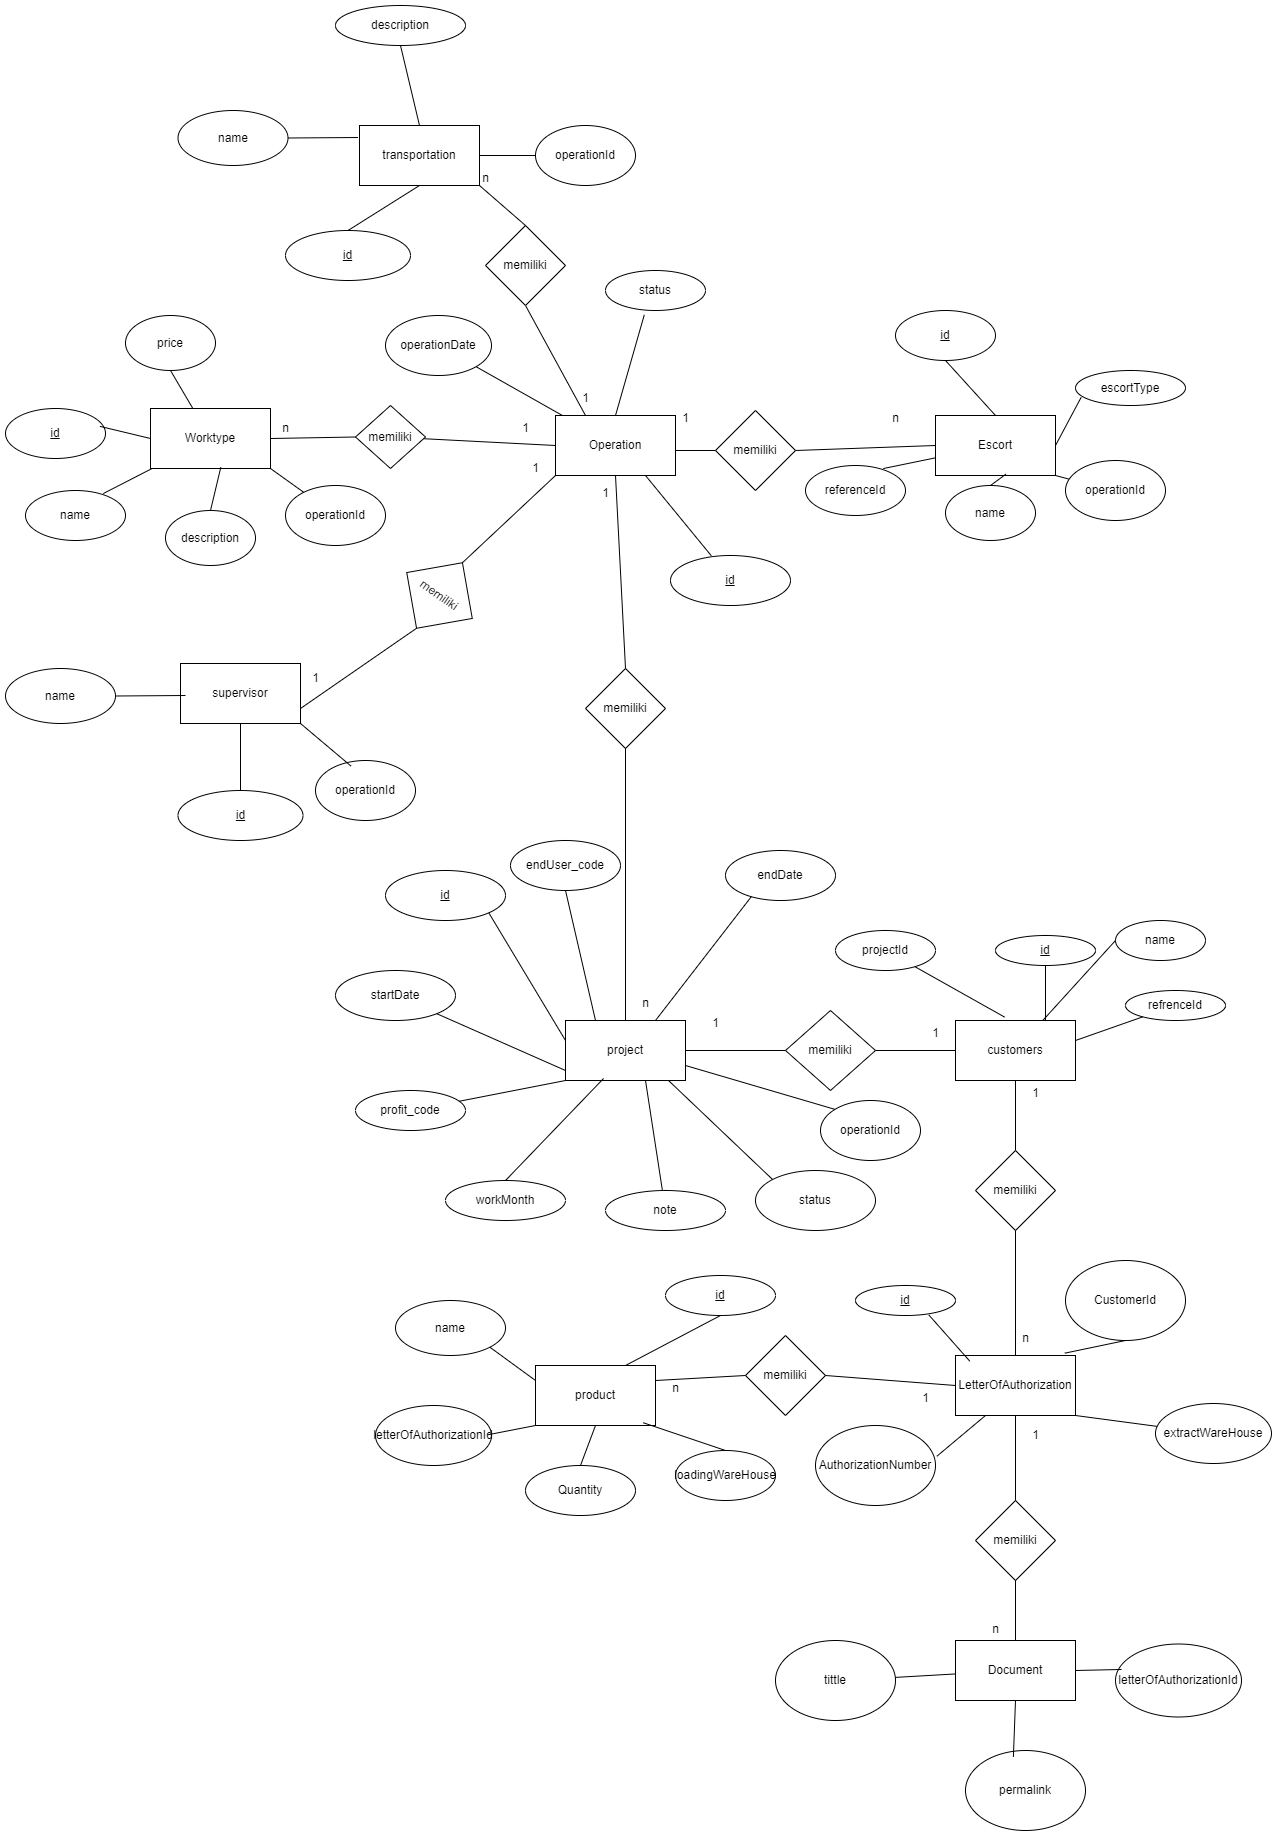 description
name
transportation
operationId
n
id
memiliki
status
operationDate
price
id
escortType
1
id
Worktype
n
memiliki
1
Operation
1
memiliki
n
Escort
1
1
referenceId
operationId
name
name
description
operationId
id
memiliki
1
name
supervisor
memiliki
operationId
id
endUser_code
endDate
id
projectId
id
name
startDate
n
refrenceId
project
1
memiliki
1
customers
1
profit_code
operationId
workMonth
note
status
memiliki
id
id
CustomerId
name
n
product
n
memiliki
1
LetterOfAuthorization
letterOfAuthorizationId
loadingWareHouse
Quantity
AuthorizationNumber
1
extractWareHouse
memiliki
n
tittle
Document
letterOfAuthorizationId
permalink